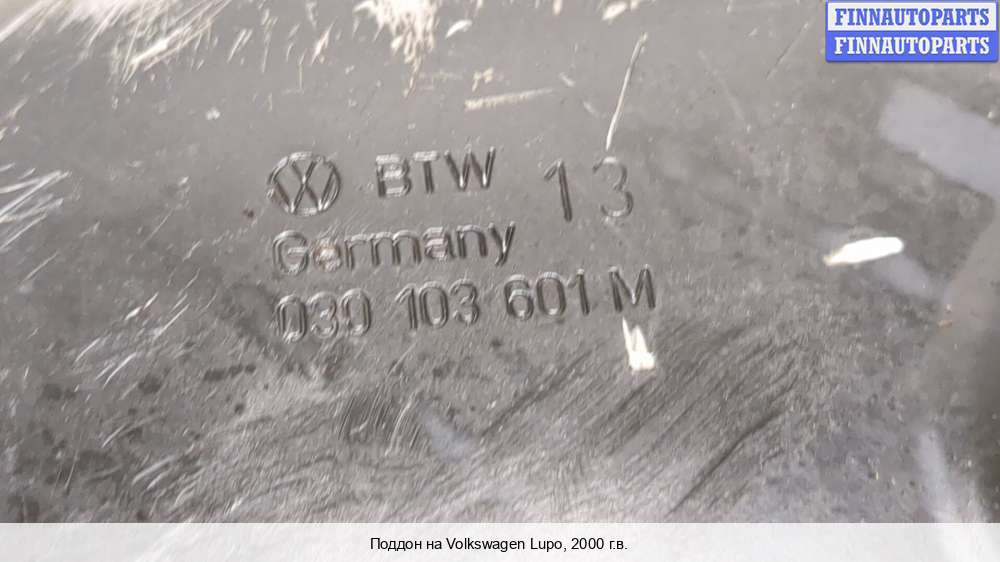 FINNAUTOPARTS
FINNAUTOPARTS
BTW 13
Germany
030 103 601 M
Поддон на Volkswagen Lupo, 2000 г.в.